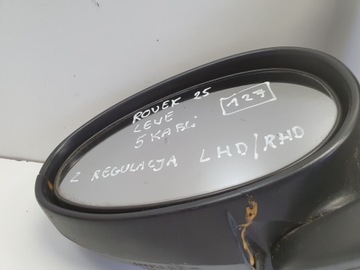 ROVER 25
LEWE
5 KABLI
127
Z REGULACJA LHD/RHD